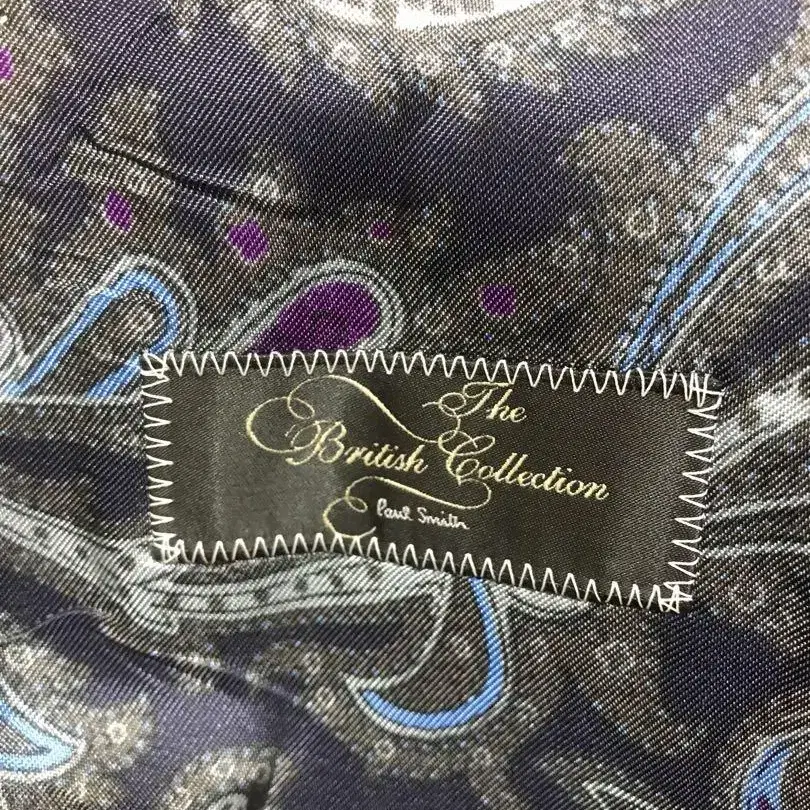 The
British Collection
Paul Smith